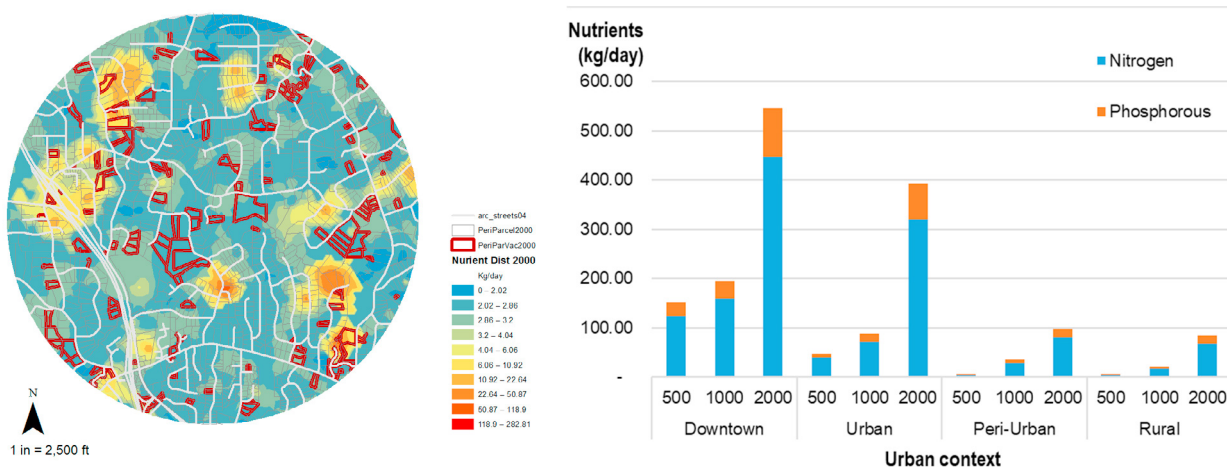 arc_streets04
PeriParcel2000
PeriParVac2000
Nurient Dist 2000
Kg/day
0 – 2.02
2.02 – 2.86
2.86 – 3.2
3.2 – 4.04
4.04 – 6.06
6.06 – 10.92
10.92 – 22.64
22.64 – 50.87
50.87 – 118.9
118.9 – 282.81
N
1 in = 2,500 ft
Nutrients
(kg/day)
600.00
500.00
400.00
300.00
200.00
100.00
-
Nitrogen
Phosphorous
500 1000 2000 500 1000 2000 500 1000 2000 500 1000 2000
Downtown Urban Peri-Urban Rural
Urban context